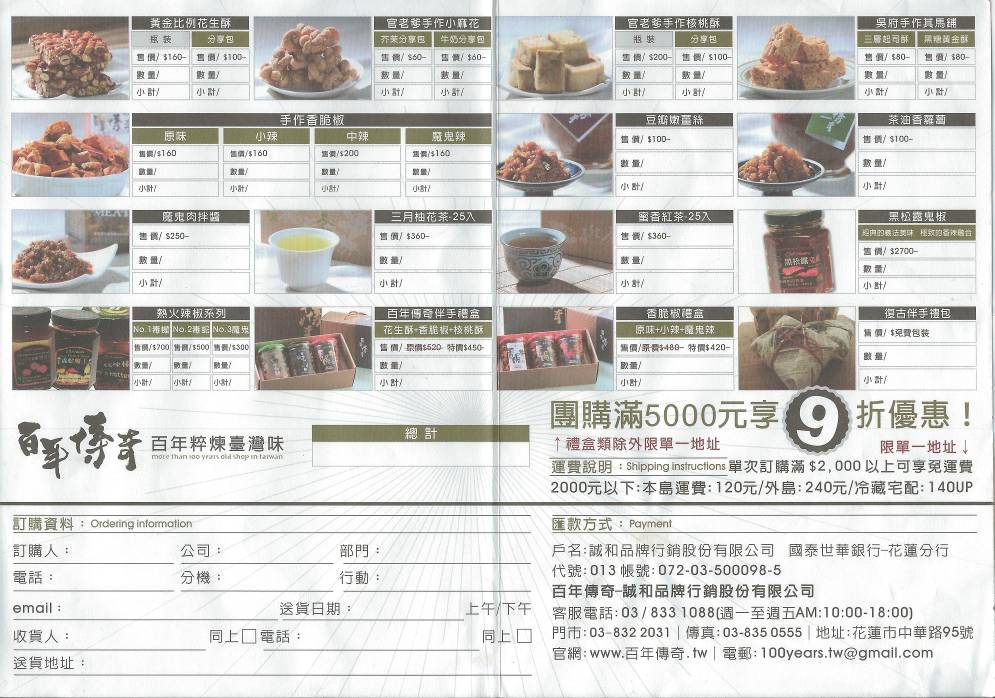 黃金比例花生酥
瓶裝 分享包
售價/ $160- 售價/ $100-
數量/ 數量/
小計/ 小計/
官老爹手作小麻花
芥茉分享包 牛奶分享包
售價/ $60- 售價/ $60-
數量/ 數量/
小計/ 小計/
官老爹手作核桃酥
瓶裝 分享包
售價/ $200- 售價/ $100-
數量/ 數量/
小計/ 小計/
吳府手作其馬鋪
三層起司酥 黑糖黃金酥
售價/ $80- 售價/ $80-
數量/ 數量/
小計/ 小計/
手作香脆椒
原味 小辣 中辣 魔鬼辣
售價/$160 售價/$160 售價/$200 售價/$160
數量/ 數量/ 數量/ 數量/
小計/ 小計/ 小計/ 小計/
豆瓣嫩薑絲
售價/ $100-
數量/
小計/
茶油香蘿蔔
售價/ $100-
數量/
小計/
魔鬼肉拌醬
售價/ $250-
數量/
小計/
三月柚花茶-25入
售價/ $360-
數量/
小計/
蜜香紅茶-25入
售價/ $360-
數量/
小計/
黑松露鬼椒
經典的義法美味 極致的香辣融合
售價/ $2700-
數量/
小計/
熱火辣椒系列
No.1毒蠍 No.2毒蛇 No.3魔鬼
售價/$700 售價/$500 售價/$300
數量/ 數量/ 數量/
小計/ 小計/ 小計/
百年傳奇伴手禮盒
花生酥+香脆椒+核桃酥
售價/ 原價$520- 特價$450-
數量/
小計/
香脆椒禮盒
原味+小辣+魔鬼辣
售價/原價$480- 特價$420-
數量/
小計/
復古伴手禮包
售價/ $免費包裝
數量/
小計/
百年傳奇 百年粹煉臺灣味
more than 100 years old shop in taiwan
總計
團購滿5000元享9折優惠！
↑禮盒類除外限單一地址 限單一地址↓
運費說明：Shipping instructions 單次訂購滿$2,000以上可享免運費
2000元以下:本島運費:120元/外島:240元/冷藏宅配:140UP
訂購資料：Ordering information
訂購人： 公司： 部門：
電話： 分機： 行動：
email： 送貨日期： 上午/下午
收貨人： 同上□ 電話： 同上□
送貨地址：
匯款方式：Payment
戶名:誠和品牌行銷股份有限公司 國泰世華銀行-花蓮分行
代號:013 帳號:072-03-500098-5
百年傳奇-誠和品牌行銷股份有限公司
客服電話:03/833 1088(週一至週五AM:10:00-18:00)
門市:03-832 2031｜傳真:03-835 0555｜地址:花蓮市中華路95號
官網:www.百年傳奇.tw｜電郵:100years.tw@gmail.com